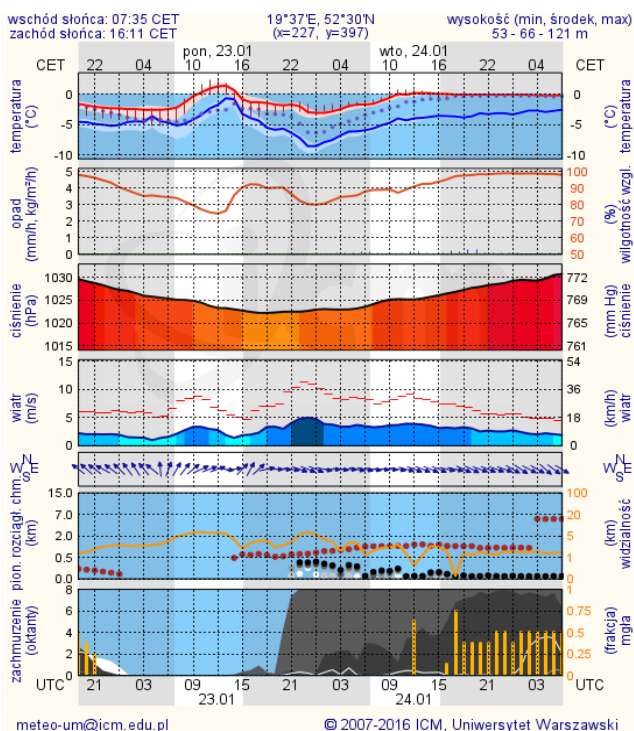 wschód słońca: 07:35 CET 19°37'E, 52°30'N wysokość (min, środek, max)
zachód słońca: 16:11 CET (x=227, y=397) 53 - 66 - 121 m
pon, 23.01 wto, 24.01
CET 22 04 10 16 22 04 10 16 22 04 CET
temperatura (°C) 0 -5 -10 0 -5 -10 (°C) temperatura
opad (mm/h, kg/m²/h) 5 4 3 2 1 0 100 90 80 70 60 50 (%) wilgotność wzgl.
ciśnienie (hPa) 1030 1025 1020 1015 772 769 765 761 (mm Hg) ciśnienie
wiatr (m/s) 15 10 5 0 54 36 18 0 (km/h) wiatr
N W E S N W E S
pion. rozciągł. chm. (km) 15.0 7.0 2.0 0.5 0.0 100 20 5 1 0 (km) widzialność
zachmurzenie (oktanty) 8 6 4 2 0 1 0.75 0.5 0.25 0 (frakcja) mgła
UTC 21 03 09 15 21 03 09 15 21 03 UTC
23.01 24.01
meteo-um@icm.edu.pl © 2007-2016 ICM, Uniwersytet Warszawski